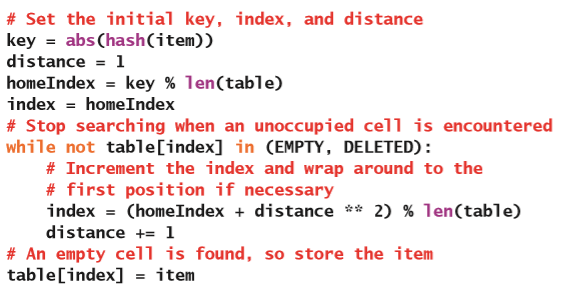 # Set the initial key, index, and distance
key = abs(hash(item))
distance = 1
homeIndex = key % len(table)
index = homeIndex
# Stop searching when an unoccupied cell is encountered
while not table[index] in (EMPTY, DELETED):
    # Increment the index and wrap around to the
    # first position if necessary
    index = (homeIndex + distance ** 2) % len(table)
    distance += 1
# An empty cell is found, so store the item
table[index] = item